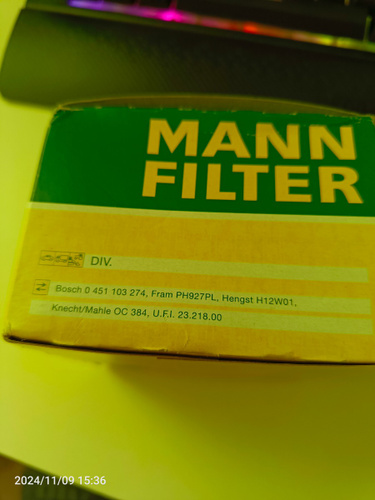 MANN
FILTER
DIV.
Bosch 0 451 103 274, Fram PH927PL, Hengst H12W01,
Knecht/Mahle OC 384, U.F.I. 23.218.00
2024/11/09 15:36